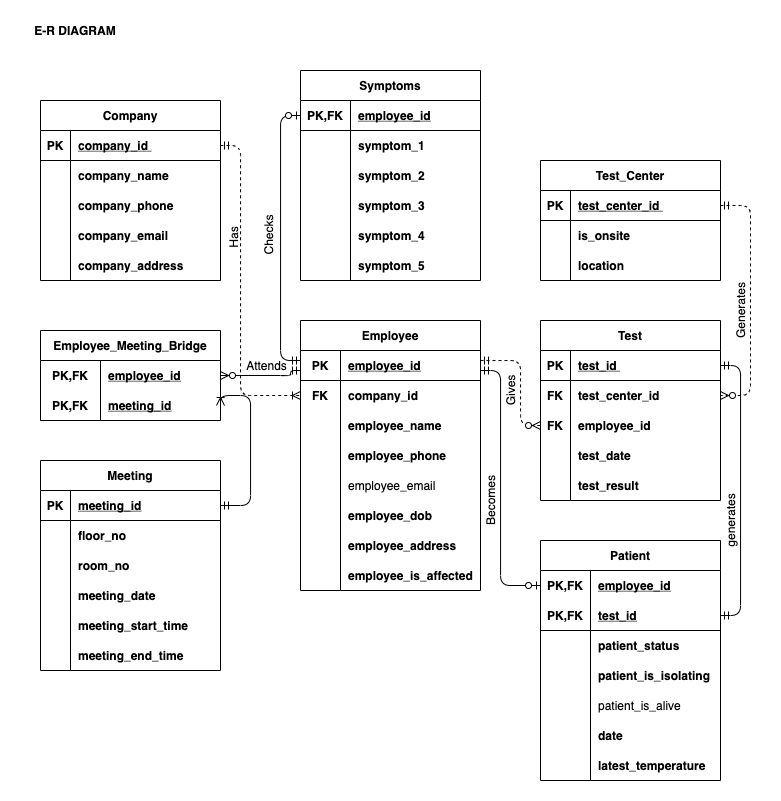 E-R DIAGRAM
Symptoms
PK,FK employee_id
symptom_1
symptom_2
symptom_3
symptom_4
symptom_5
Company
PK company_id
company_name
company_phone
company_email
company_address
Has
Checks
Test_Center
PK test_center_id
is_onsite
location
Generates
Employee_Meeting_Bridge
PK,FK employee_id
PK,FK meeting_id
Attends
Employee
PK employee_id
FK company_id
employee_name
employee_phone
employee_email
employee_dob
employee_address
employee_is_affected
Gives
Becomes
Test
PK test_id
FK test_center_id
FK employee_id
test_date
test_result
generates
Meeting
PK meeting_id
floor_no
room_no
meeting_date
meeting_start_time
meeting_end_time
Patient
PK,FK employee_id
PK,FK test_id
patient_status
patient_is_isolating
patient_is_alive
date
latest_temperature